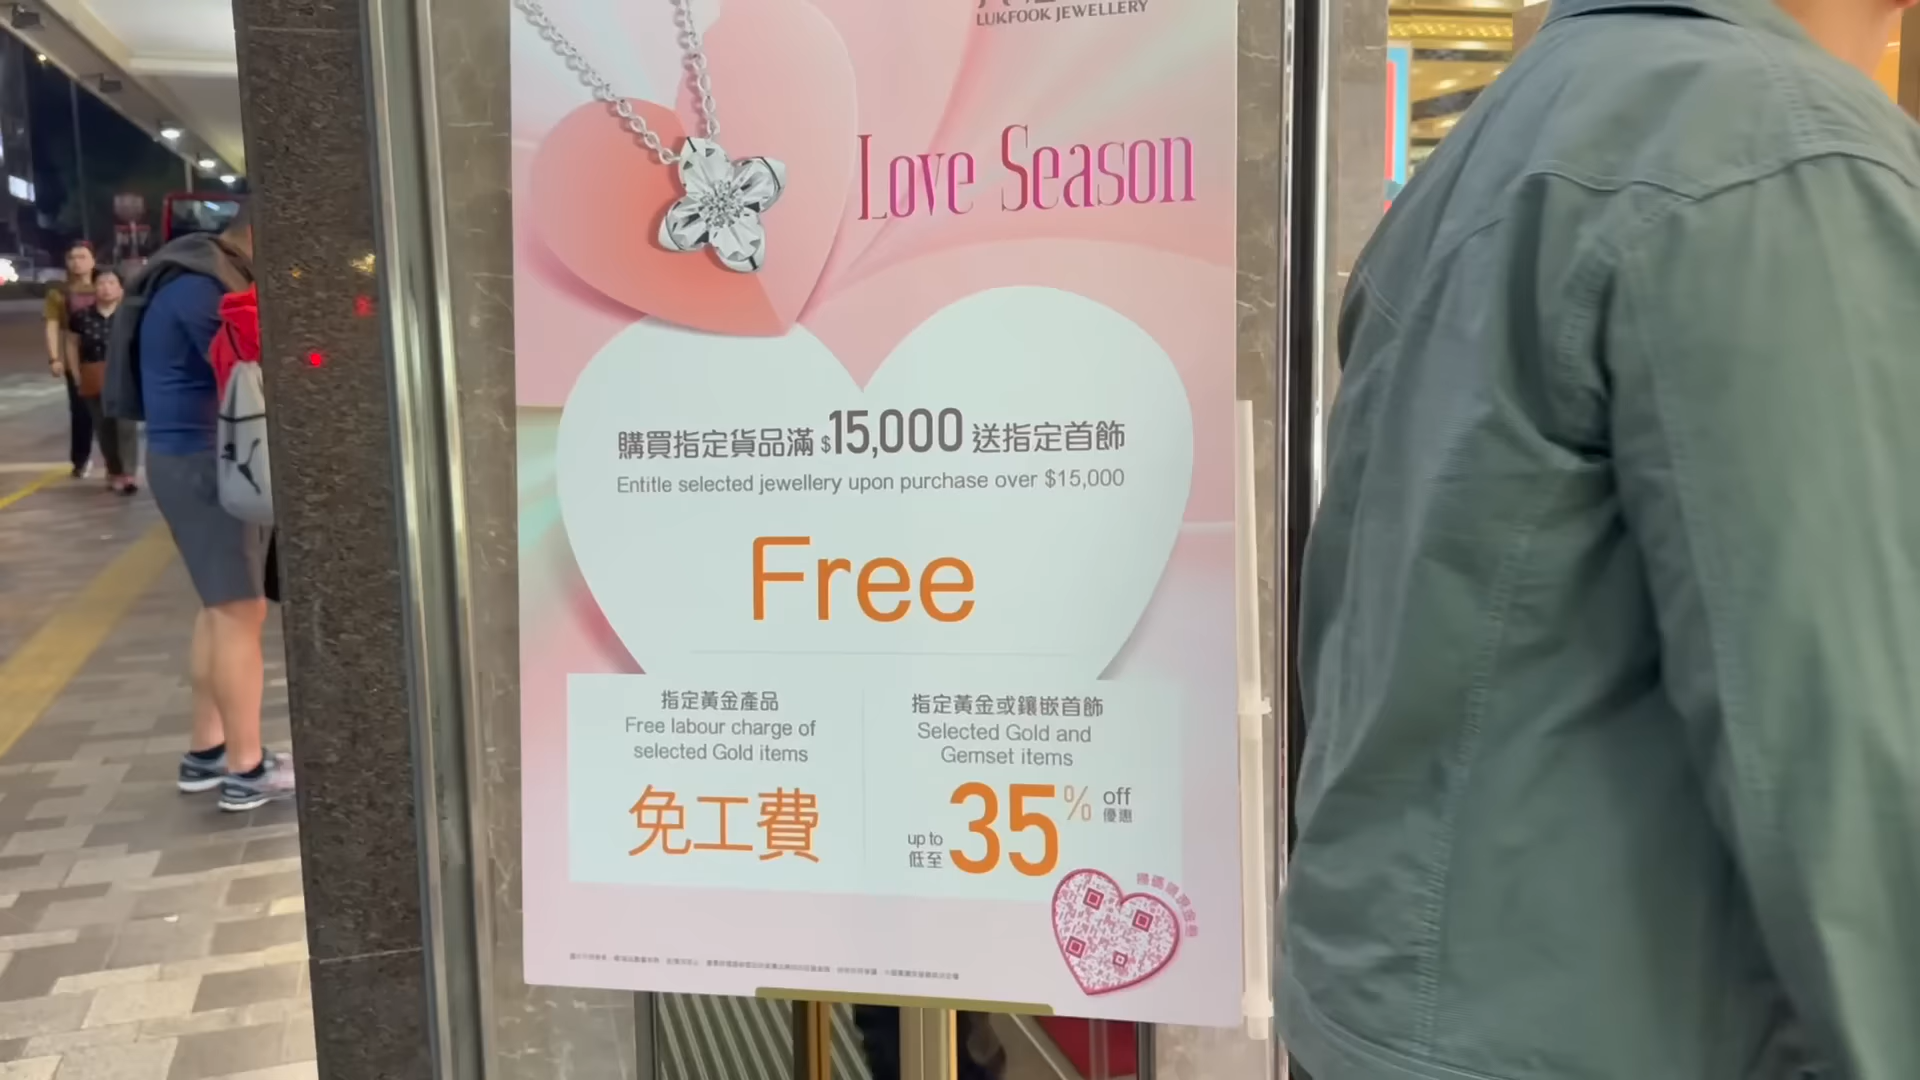 LUKFOOK JEWELLERY
Love Season
購買指定貨品滿 $15,000 送指定首飾
Entitle selected jewellery upon purchase over $15,000
Free
指定黃金產品
Free labour charge of
selected Gold items
免工費
指定黃金或鑲嵌首飾
Selected Gold and
Gemset items
up to
低至
35% off
優惠